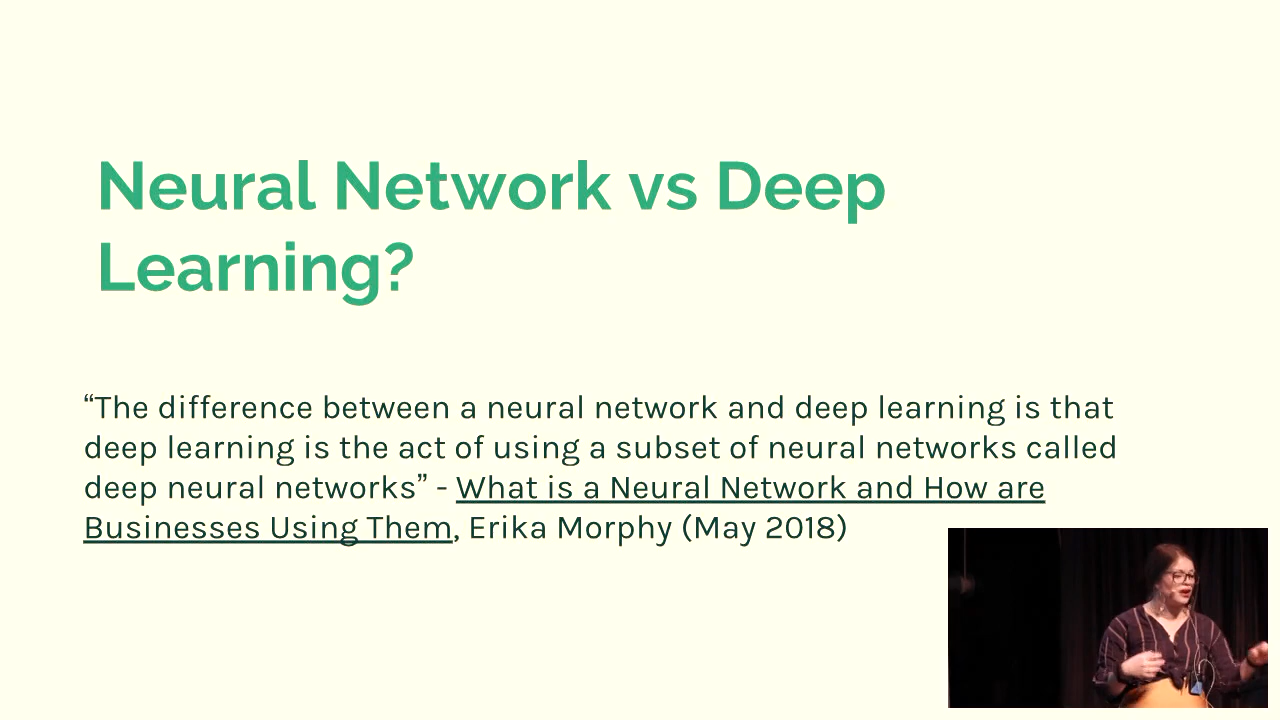 Neural Network vs Deep
Learning?
“The difference between a neural network and deep learning is that
deep learning is the act of using a subset of neural networks called
deep neural networks” - What is a Neural Network and How are
Businesses Using Them, Erika Morphy (May 2018)